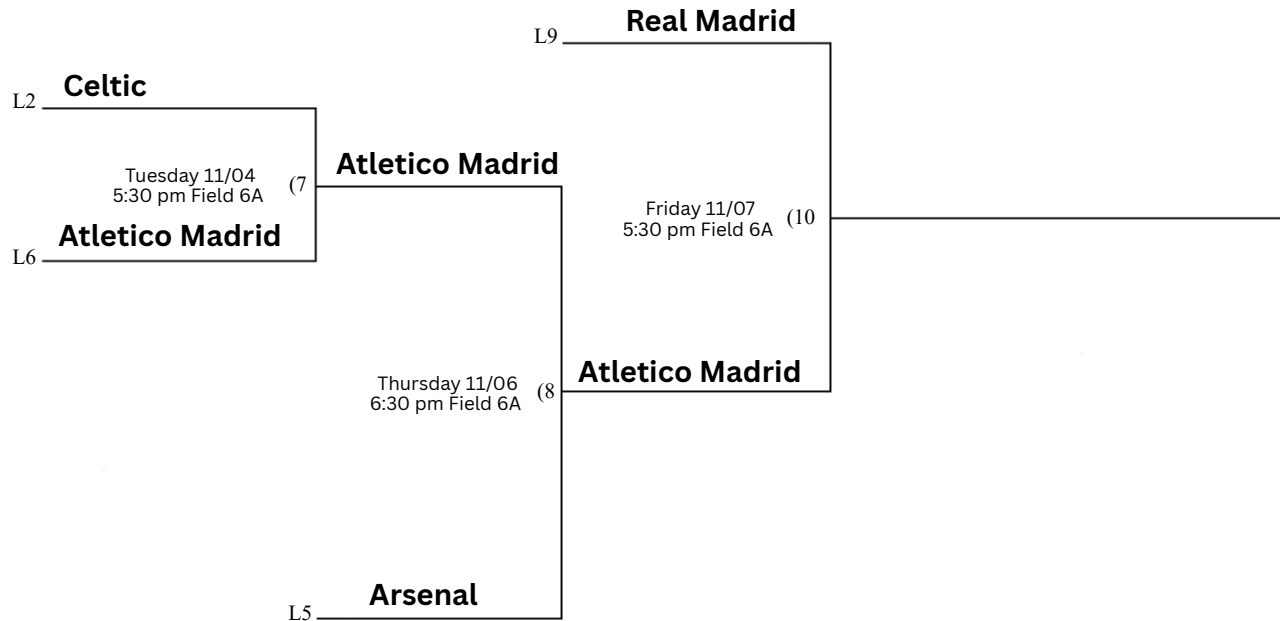 Real Madrid
L9
Celtic
L2
Atletico Madrid
Tuesday 11/04
5:30 pm Field 6A
(7
Friday 11/07
5:30 pm Field 6A
(10
Atletico Madrid
L6
Atletico Madrid
Thursday 11/06
6:30 pm Field 6A
(8
Arsenal
L5